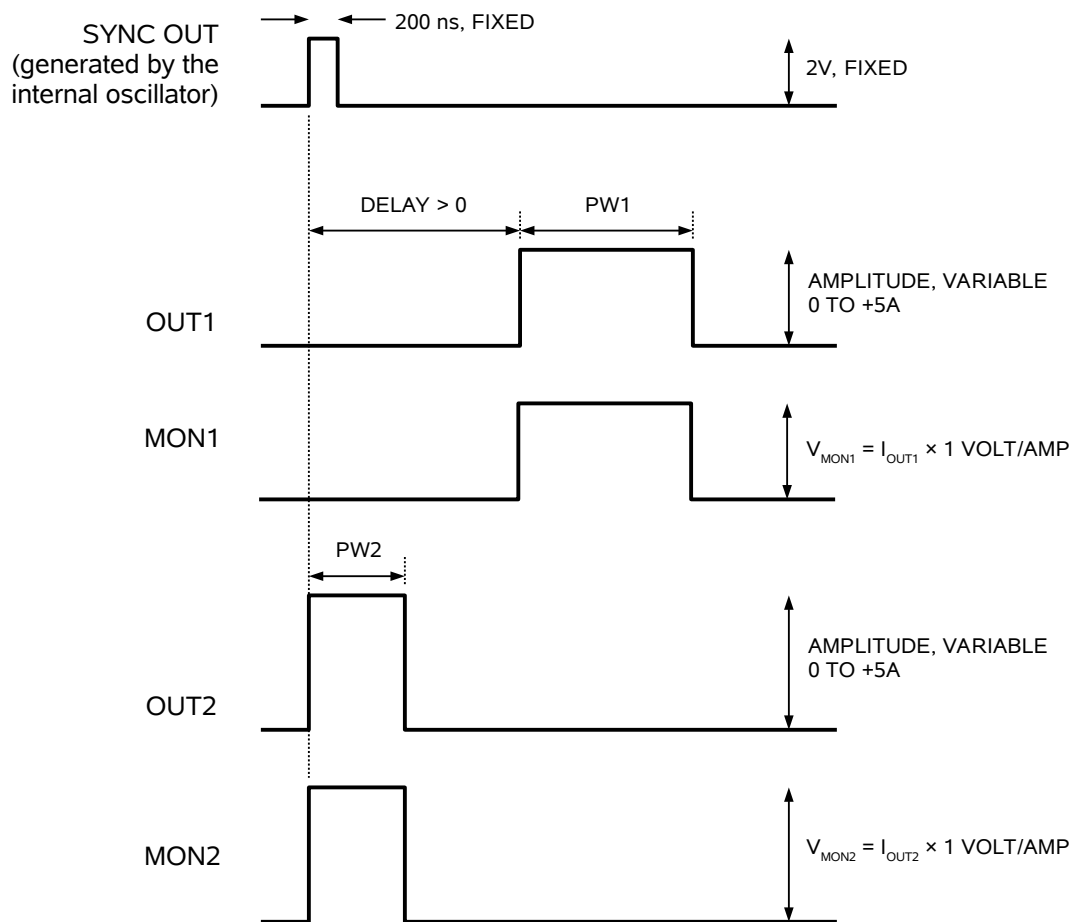 200 ns, FIXED
SYNC OUT
(generated by the
internal oscillator)
2V, FIXED
DELAY > 0
PW1
AMPLITUDE, VARIABLE
0 TO +5A
OUT1
MON1
V_MON1 = I_OUT1 × 1 VOLT/AMP
PW2
AMPLITUDE, VARIABLE
0 TO +5A
OUT2
MON2
V_MON2 = I_OUT2 × 1 VOLT/AMP